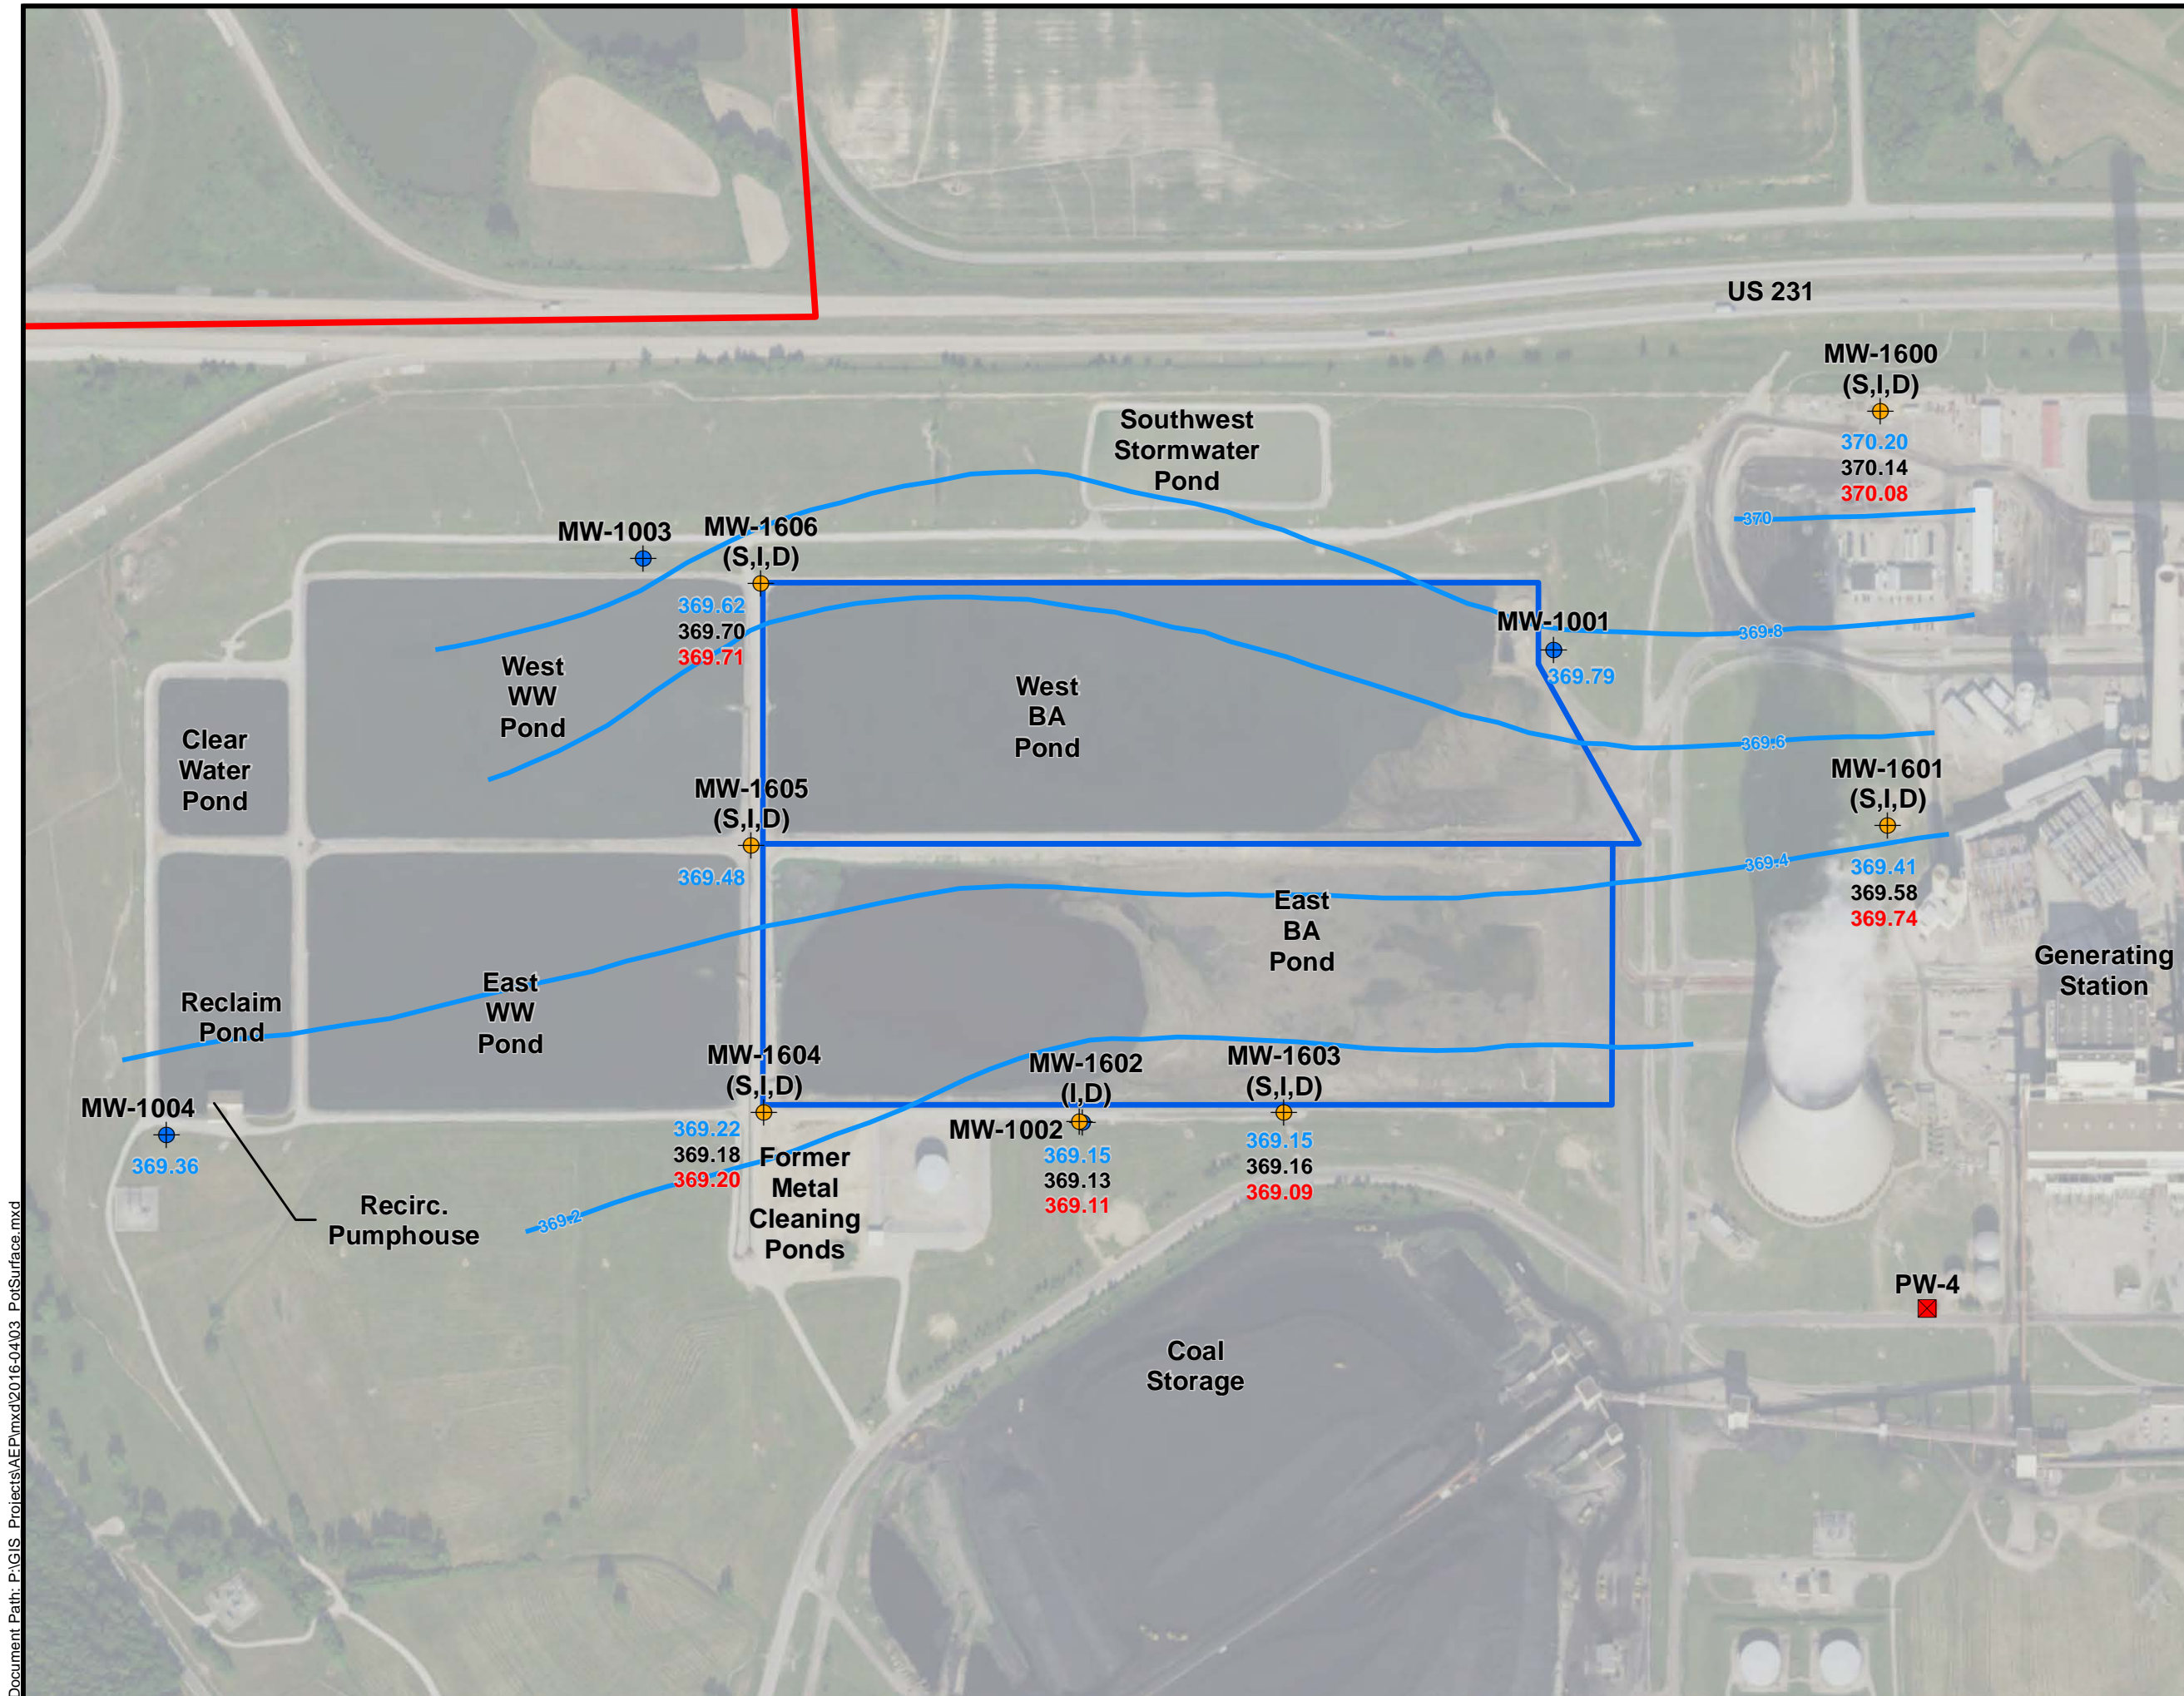 US 231
MW-1600
(S,I,D)
370.20
370.14
370.08
370
Southwest
Stormwater
Pond
MW-1003
MW-1606
(S,I,D)
369.62
369.70
369.71
MW-1001
369.79
369.8
West
WW
Pond
West
BA
Pond
Clear
Water
Pond
369.6
MW-1601
(S,I,D)
369.41
369.58
369.74
369.4
MW-1605
(S,I,D)
369.48
East
BA
Pond
Generating
Station
East
WW
Pond
Reclaim
Pond
MW-1604
(S,I,D)
369.22
369.18
369.20
MW-1602
(I,D)
MW-1002
369.15
369.13
369.11
MW-1603
(S,I,D)
369.15
369.16
369.09
MW-1004
369.36
Former
Metal
Cleaning
Ponds
Recirc.
Pumphouse
369.2
PW-4
Coal
Storage
Document Path: P:\GIS_Projects\AEP\mxd\2016-04\03_PotSurface.mxd